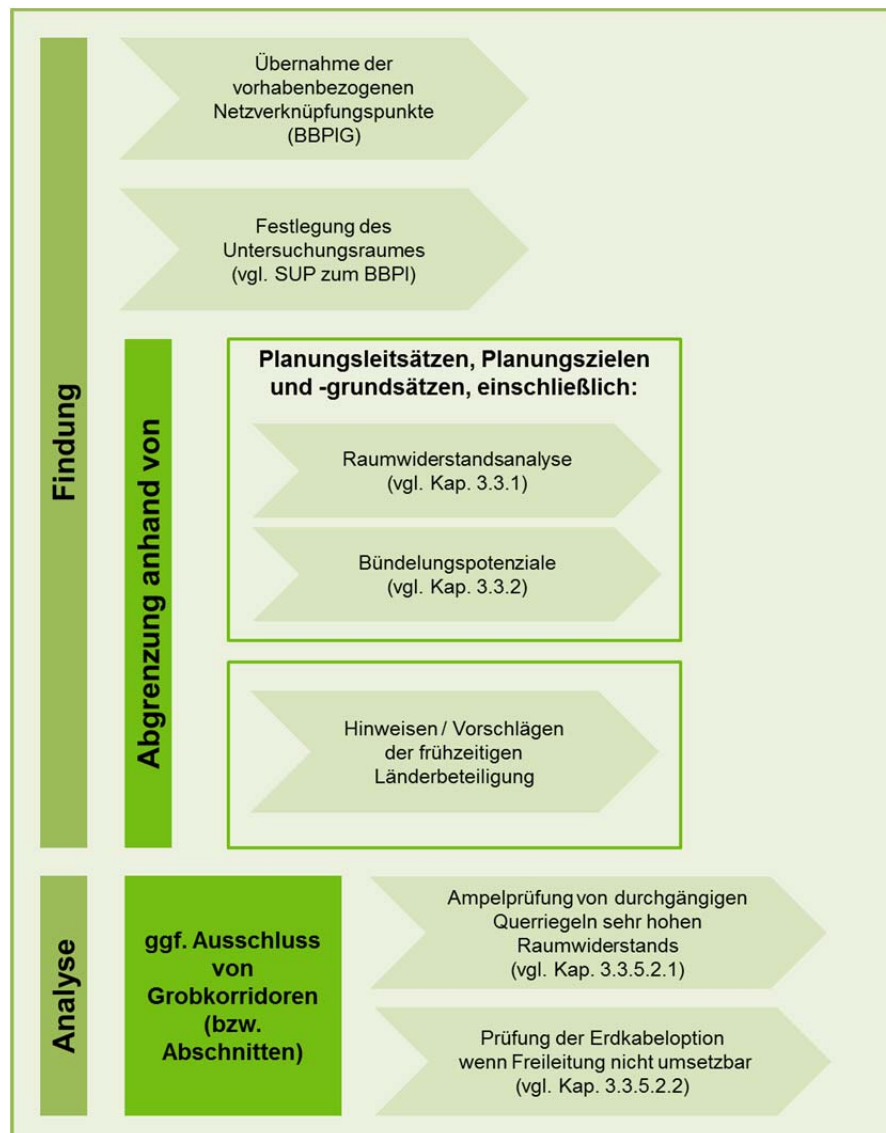 Findung
Übernahme der
vorhabenbezogenen
Netzverknüpfungspunkte
(BBPlG)
Festlegung des
Untersuchungsraumes
(vgl. SUP zum BBPl)
Abgrenzung anhand von
Planungsleitsätzen, Planungszielen
und -grundsätzen, einschließlich:
Raumwiderstandsanalyse
(vgl. Kap. 3.3.1)
Bündelungspotenziale
(vgl. Kap. 3.3.2)
Hinweisen / Vorschlägen
der frühzeitigen
Länderbeteiligung
Analyse
ggf. Ausschluss
von
Grobkorridoren
(bzw.
Abschnitten)
Ampelprüfung von durchgängigen
Querriegeln sehr hohen
Raumwiderstands
(vgl. Kap. 3.3.5.2.1)
Prüfung der Erdkabeloption
wenn Freileitung nicht umsetzbar
(vgl. Kap. 3.3.5.2.2)